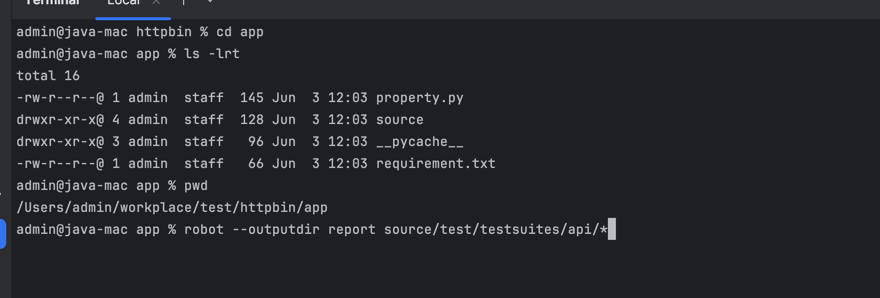 Terminal Local
admin@java-mac httpbin % cd app
admin@java-mac app % ls -lrt
total 16
-rw-r--r--@ 1 admin  staff  145 Jun  3 12:03 property.py
drwxr-xr-x@ 4 admin  staff  128 Jun  3 12:03 source
drwxr-xr-x@ 3 admin  staff   96 Jun  3 12:03 __pycache__
-rw-r--r--@ 1 admin  staff   66 Jun  3 12:03 requirement.txt
admin@java-mac app % pwd
/Users/admin/workplace/test/httpbin/app
admin@java-mac app % robot --outputdir report source/test/testsuites/api/*